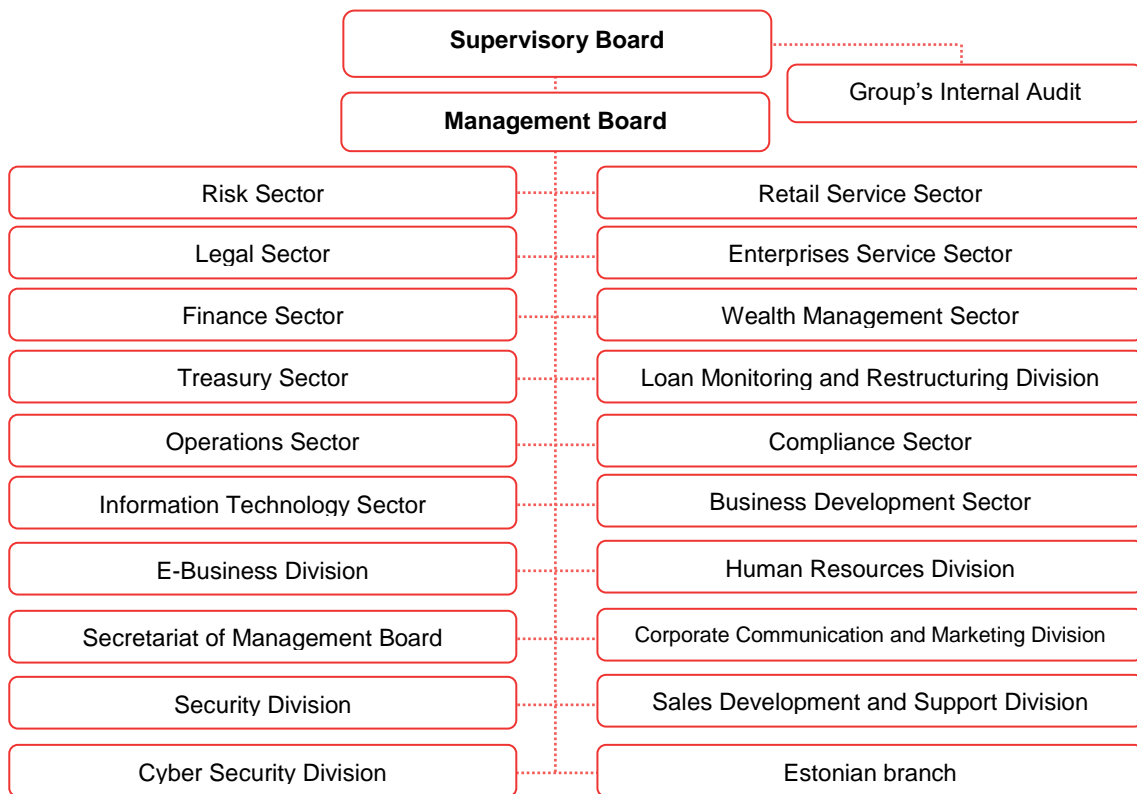 Supervisory Board
Group's Internal Audit
Management Board
Risk Sector
Retail Service Sector
Legal Sector
Enterprises Service Sector
Finance Sector
Wealth Management Sector
Treasury Sector
Loan Monitoring and Restructuring Division
Operations Sector
Compliance Sector
Information Technology Sector
Business Development Sector
E-Business Division
Human Resources Division
Secretariat of Management Board
Corporate Communication and Marketing Division
Security Division
Sales Development and Support Division
Cyber Security Division
Estonian branch